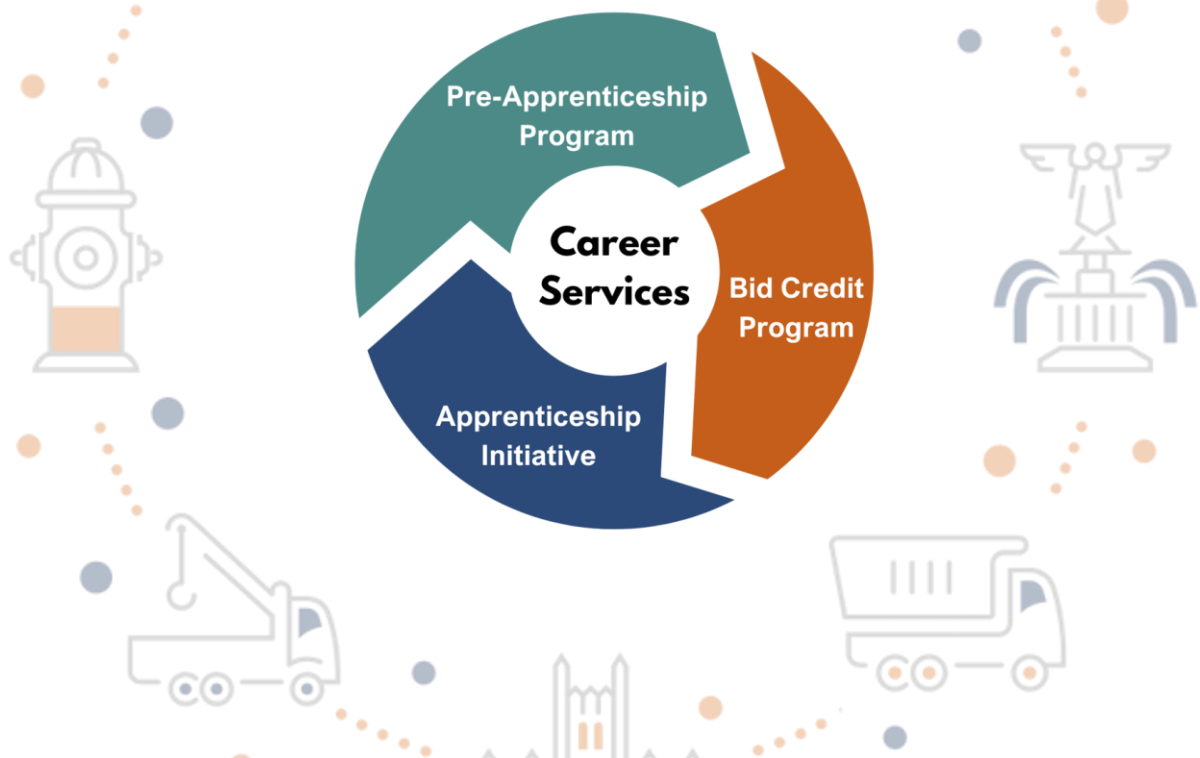 Pre-Apprenticeship
Program
Career
Services
Bid Credit
Program
Apprenticeship
Initiative